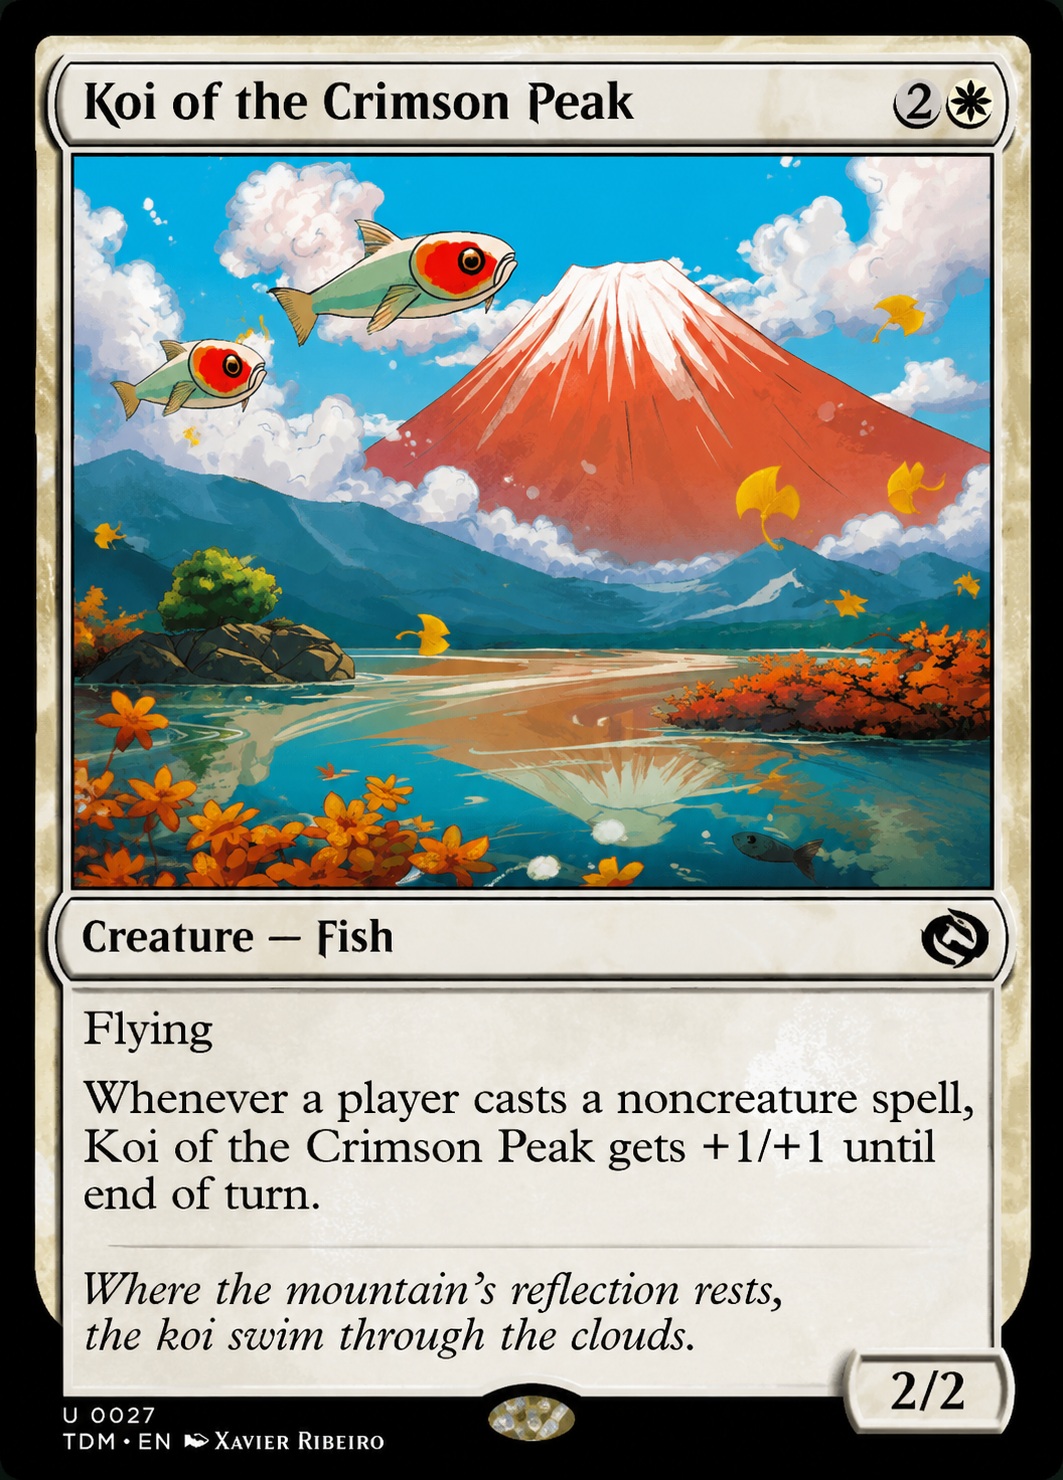 Koi of the Crimson Peak 2
Creature — Fish
Flying
Whenever a player casts a noncreature spell,
Koi of the Crimson Peak gets +1/+1 until
end of turn.
Where the mountain's reflection rests,
the koi swim through the clouds.
2/2
U 0027
TDM • EN XAVIER RIBEIRO